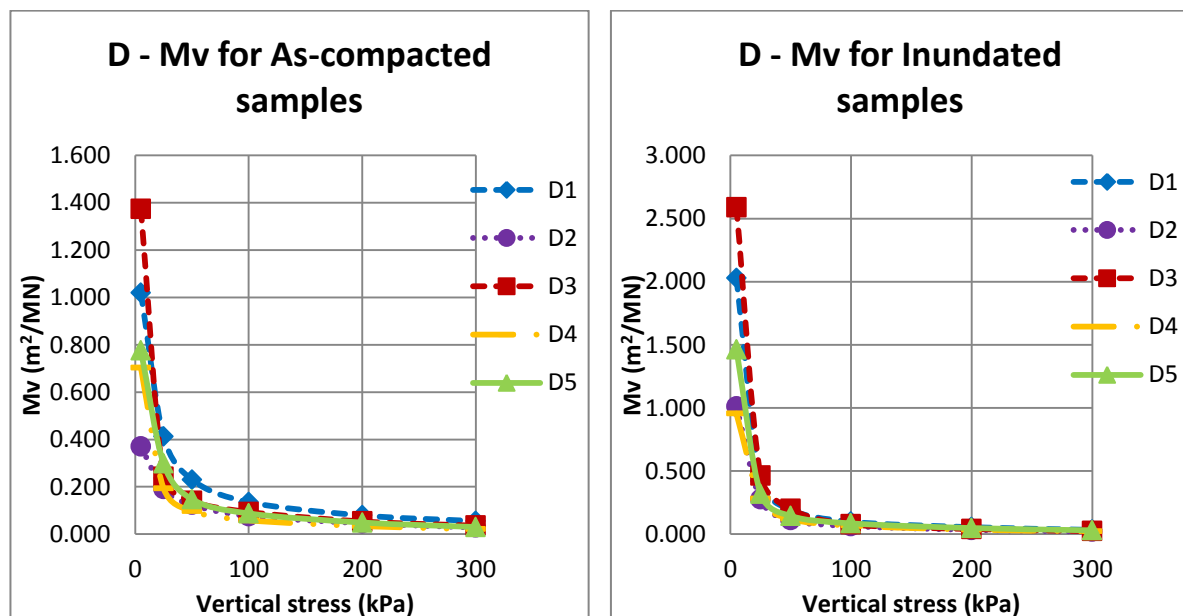 D - Mv for As-compacted
samples
1.600
1.400
1.200
1.000
0.800
0.600
0.400
0.200
0.000
Mv (m²/MN)
0
100
200
300
Vertical stress (kPa)
D1
D2
D3
D4
D5
D - Mv for Inundated
samples
3.000
2.500
2.000
1.500
1.000
0.500
0.000
Mv (m²/MN)
0
100
200
300
Vertical stress (kPa)
D1
D2
D3
D4
D5